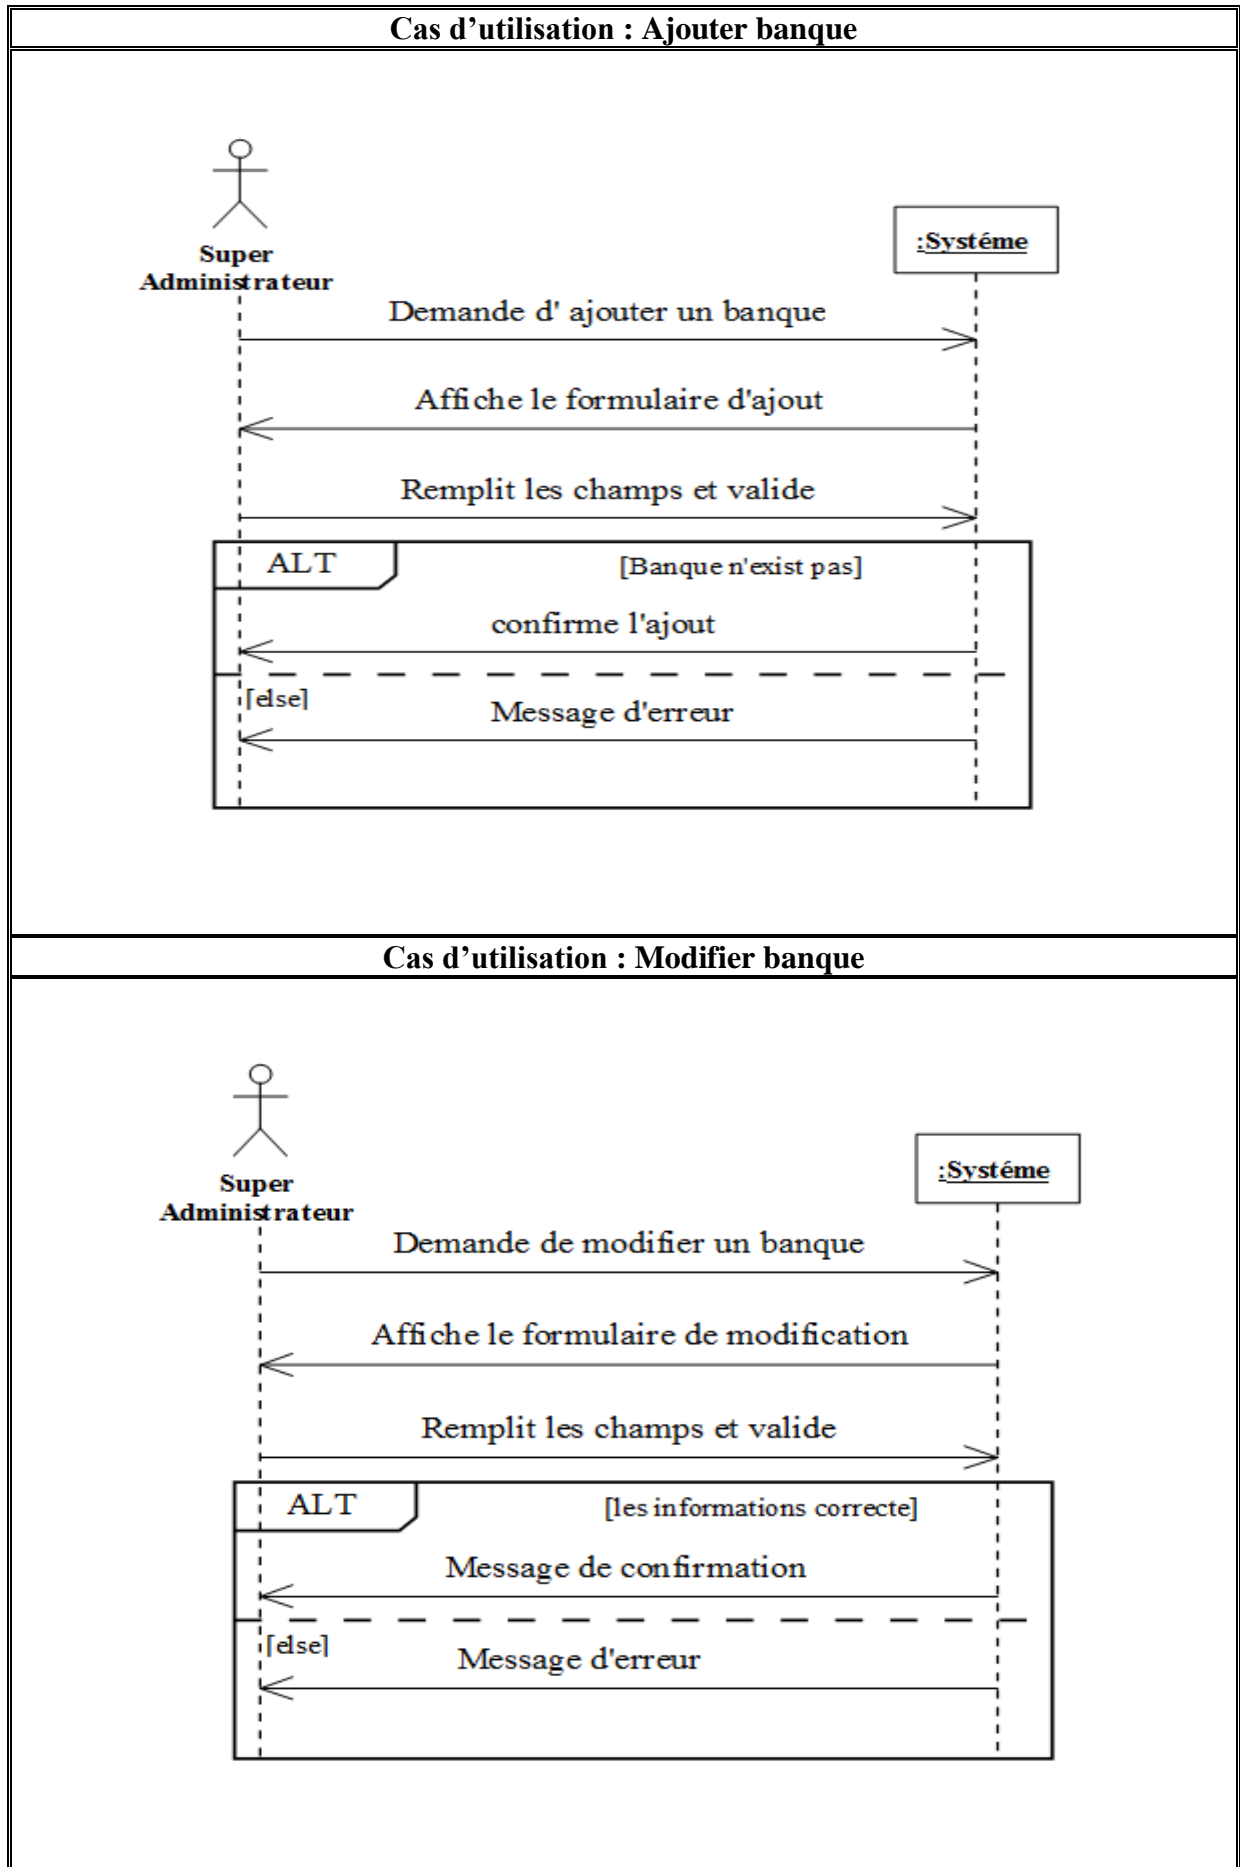 Cas d’utilisation : Ajouter banque
Super
Administrateur
:Systéme
Demande d' ajouter un banque
Affiche le formulaire d'ajout
Remplit les champs et valide
ALT
[Banque n'exist pas]
confirme l'ajout
[else]
Message d'erreur
Cas d’utilisation : Modifier banque
Super
Administrateur
:Systéme
Demande de modifier un banque
Affiche le formulaire de modification
Remplit les champs et valide
ALT
[les informations correcte]
Message de confirmation
[else]
Message d'erreur